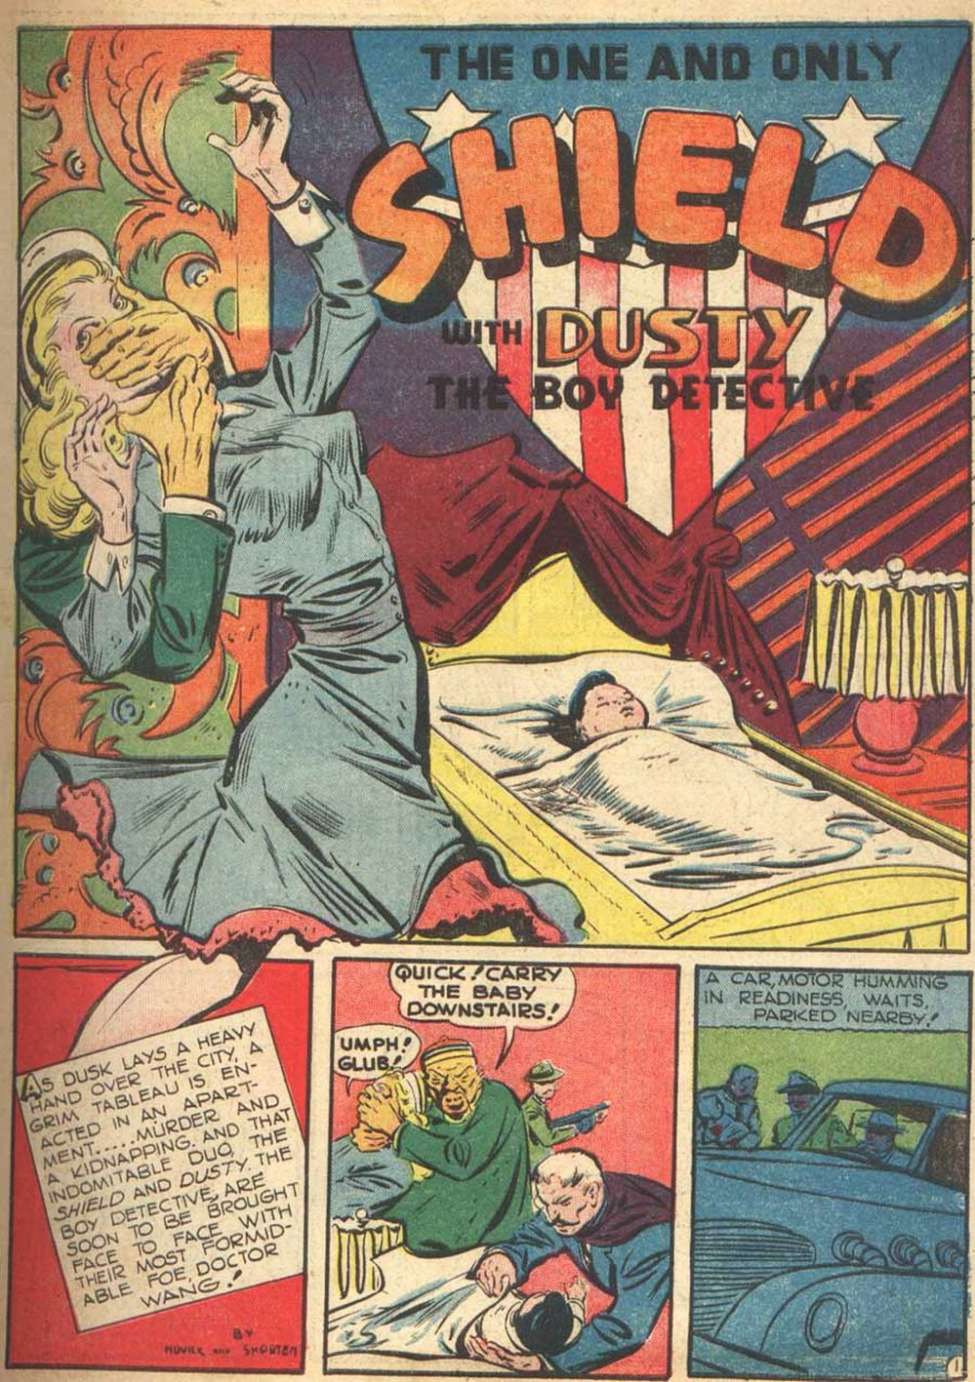 THE ONE AND ONLY
SHIELD
WITH DUSTY
THE BOY DETECTIVE
AS DUSK LAYS A HEAVY
HAND OVER THE CITY, A
GRIM TABLEAU IS EN-
ACTED IN AN APART-
MENT.....MURDER AND
A KIDNAPPING. AND THAT
INDOMITABLE DUO, THE
SHIELD AND DUSTY, THE
BOY DETECTIVE, ARE
SOON TO BE BROUGHT
FACE TO FACE WITH
THEIR MOST FORMID-
ABLE FOE, DOCTOR
WANG!
BY
NOVICK AND SHORTEN
QUICK! CARRY
THE BABY
DOWNSTAIRS!
UMPH!
GLUB!
A CAR, MOTOR HUMMING
IN READINESS, WAITS,
PARKED NEARBY!
1